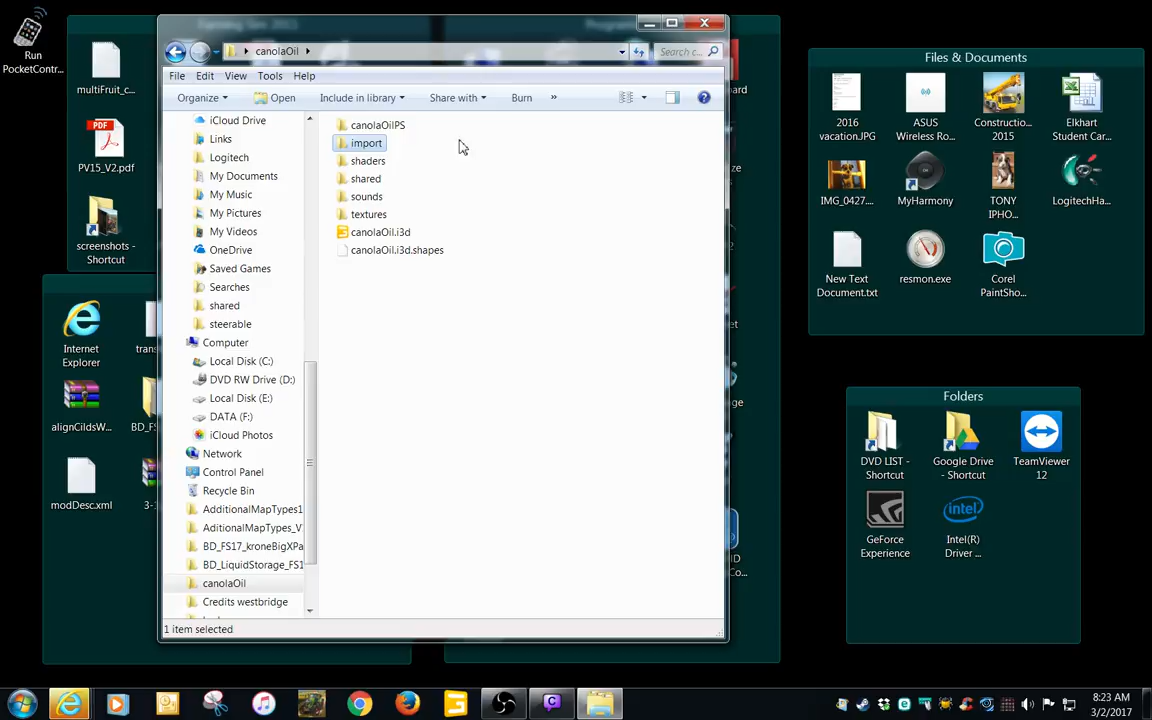 Run
PocketContr...
multiFruit_c...
PV15_V2.pdf
screenshots -
Shortcut
Internet
Explorer
alignCildsW...
modDesc.xml
canolaOil
Search c...
File Edit View Tools Help
Organize Open Include in library Share with Burn »
iCloud Drive
Links
Logitech
My Documents
My Music
My Pictures
My Videos
OneDrive
Saved Games
Searches
shared
steerable
Computer
Local Disk (C:)
DVD RW Drive (D:)
Local Disk (E:)
DATA (F:)
iCloud Photos
Network
Control Panel
Recycle Bin
AdditionalMapTypes1
AditionalMapTypes_V
BD_FS17_kroneBigXPa
BD_LiquidStorage_FS1
canolaOil
Credits westbridge
canolaOilPS
import
shaders
shared
sounds
textures
canolaOil.i3d
canolaOil.i3d.shapes
1 item selected
Files & Documents
2016
vacationJPG
ASUS
Wireless Ro...
Constructio...
2015
Elkhart
Student Car...
IMG_0427....
MyHarmony
TONY
IPHO...
LogitechHa...
New Text
Document.txt
resmon.exe
Corel
PaintSho...
Folders
DVD LIST -
Shortcut
Google Drive
- Shortcut
TeamViewer
12
GeForce
Experience
Intel(R)
Driver ...
8:23 AM
3/2/2017